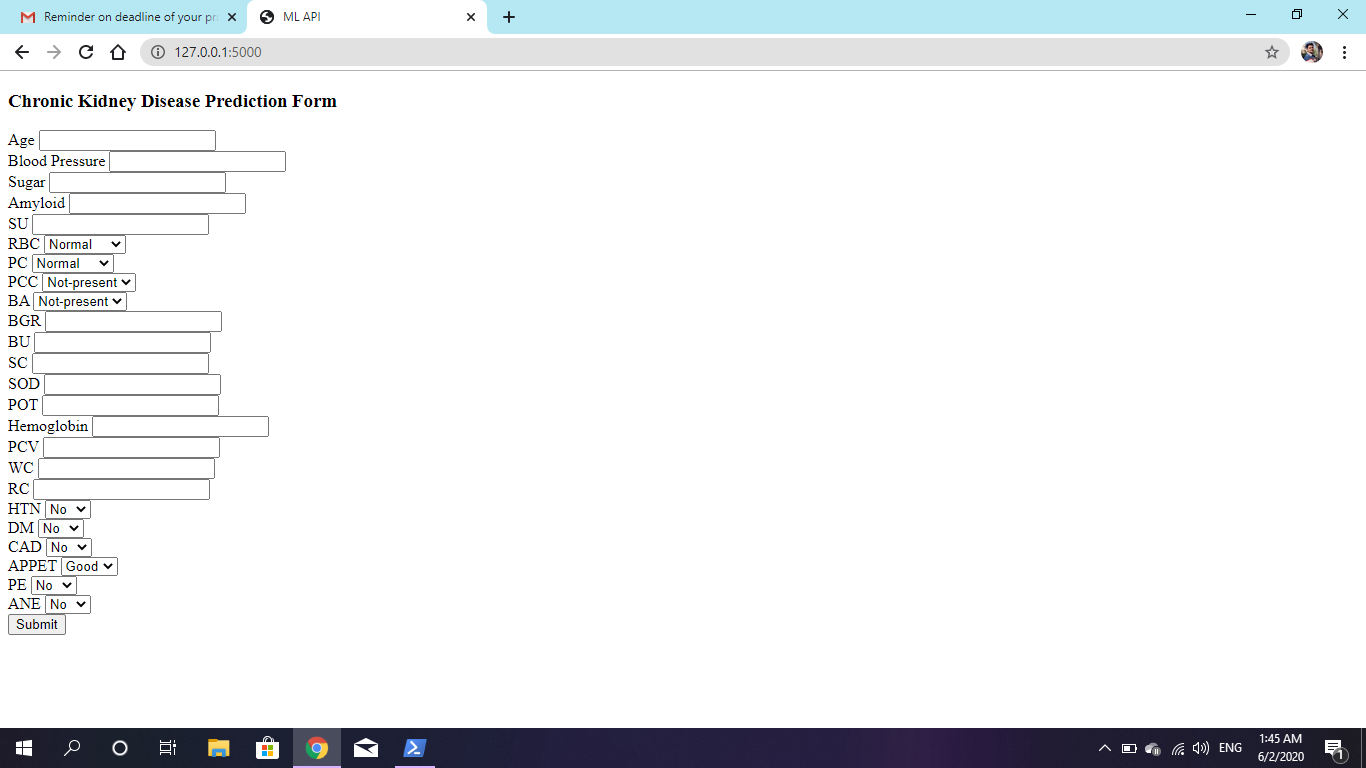 Reminder on deadline of your pr
ML API
127.0.0.1:5000
Chronic Kidney Disease Prediction Form
Age
Blood Pressure
Sugar
Amyloid
SU
RBC Normal
PC Normal
PCC Not-present
BA Not-present
BGR
BU
SC
SOD
POT
Hemoglobin
PCV
WC
RC
HTN No
DM No
CAD No
APPET Good
PE No
ANE No
Submit
ENG
1:45 AM
6/2/2020
1